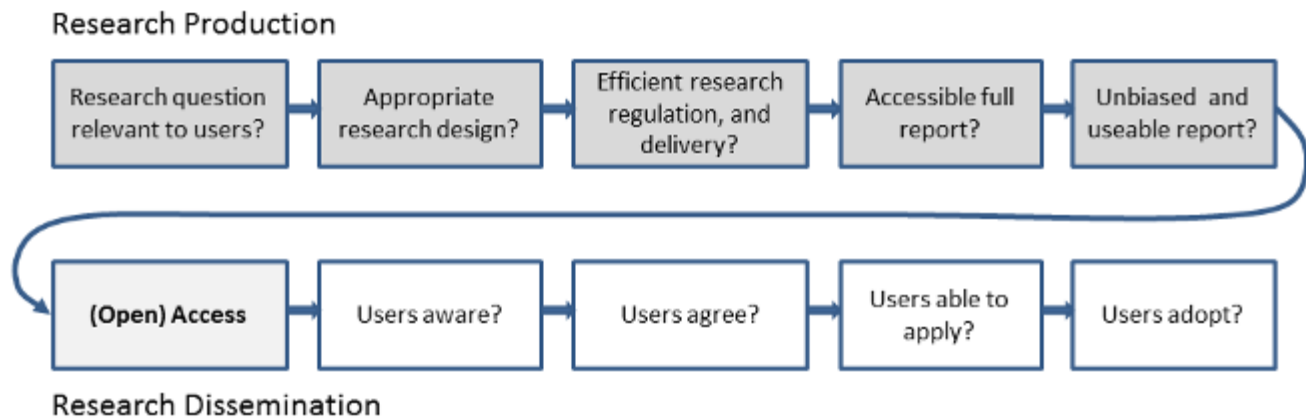 Research Production
Research question
relevant to users?
Appropriate
research design?
Efficient research
regulation, and
delivery?
Accessible full
report?
Unbiased and
useable report?
(Open) Access
Users aware?
Users agree?
Users able to
apply?
Users adopt?
Research Dissemination